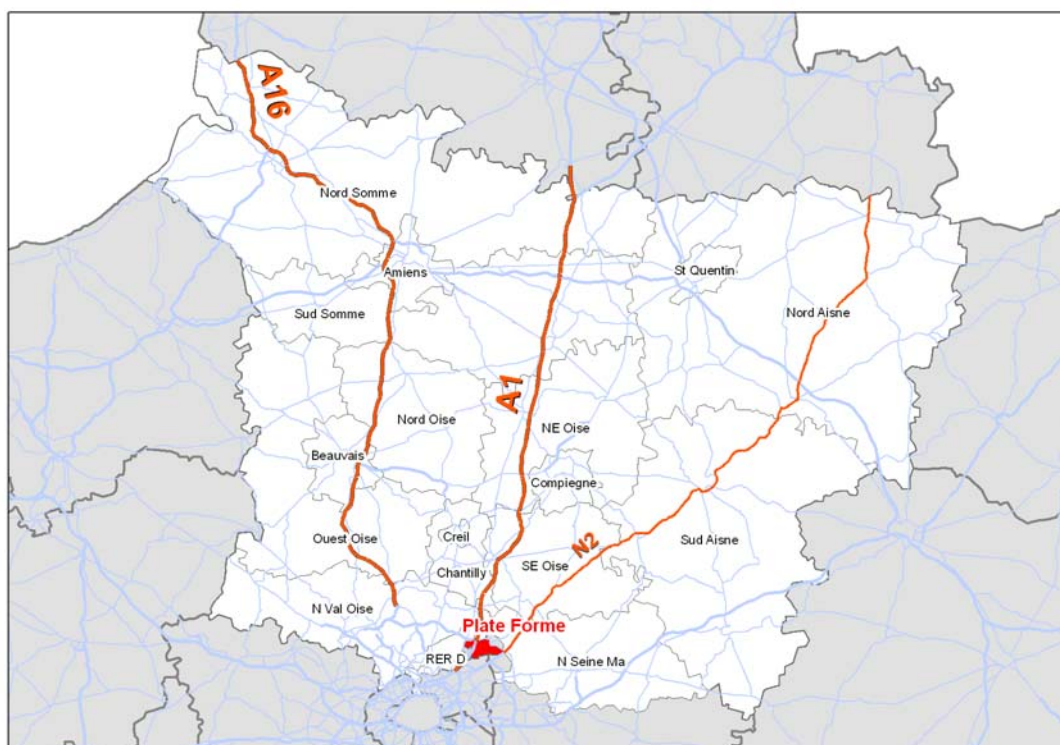 A16
Nord Somme
Amiens
St Quentin
Sud Somme
Nord Aisne
A1
Nord Oise
NE Oise
Beauvais
Compiegne
Ouest Oise
Creil
N2
Sud Aisne
Chantilly
SE Oise
N Val Oise
Plate Forme
RER D
N Seine Ma